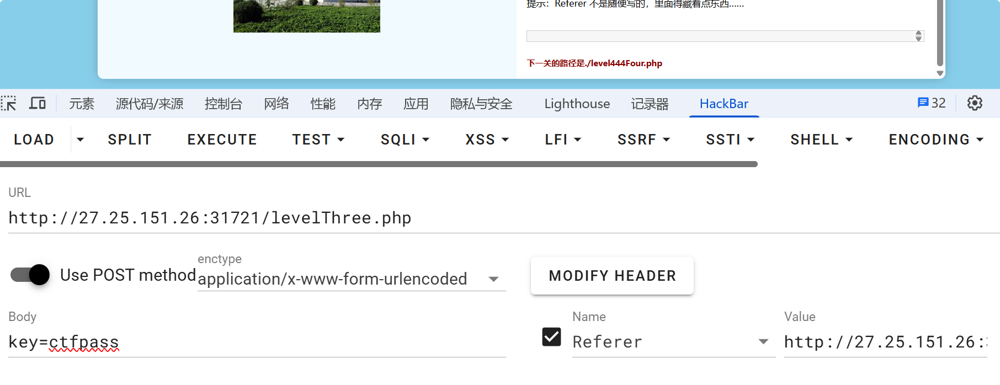 提示：Referer 不是随便写的，里面得藏着点东西......
下一关的路径是./level444Four.php
元素 源代码/来源 控制台 网络 性能 内存 应用 隐私与安全 Lighthouse 记录器 HackBar 32
LOAD SPLIT EXECUTE TEST SQLI XSS LFI SSRF SSTI SHELL ENCODING
URL
http://27.25.151.26:31721/levelThree.php
Use POST method
enctype
application/x-www-form-urlencoded
MODIFY HEADER
Body
key=ctfpass
Name
Referer
Value
http://27.25.151.26: